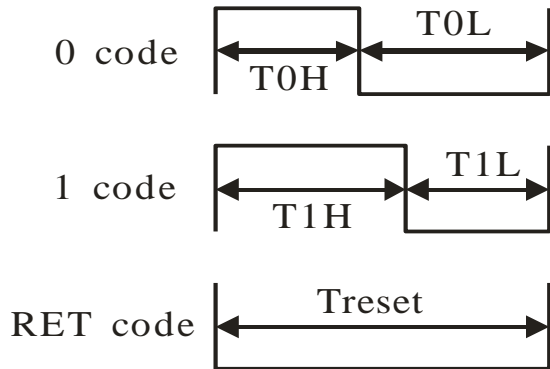 0 code
T0H
T0L
1 code
T1H
T1L
RET code
Treset